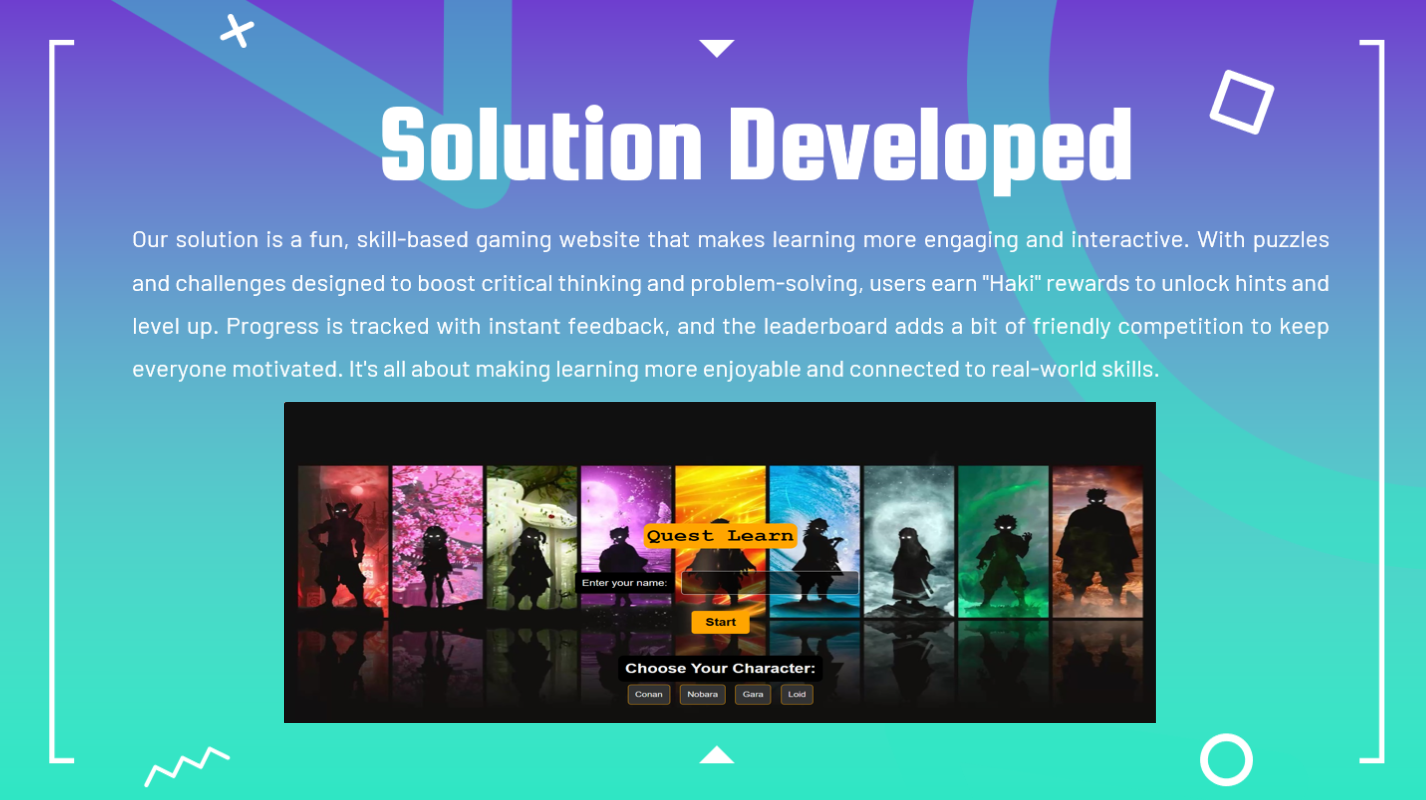 Solution Developed
Our solution is a fun, skill-based gaming website that makes learning more engaging and interactive. With puzzles
and challenges designed to boost critical thinking and problem-solving, users earn "Haki" rewards to unlock hints and
level up. Progress is tracked with instant feedback, and the leaderboard adds a bit of friendly competition to keep
everyone motivated. It's all about making learning more enjoyable and connected to real-world skills.
Quest Learn
Enter your name:
Start
Choose Your Character:
Conan Nobara Gara Loid